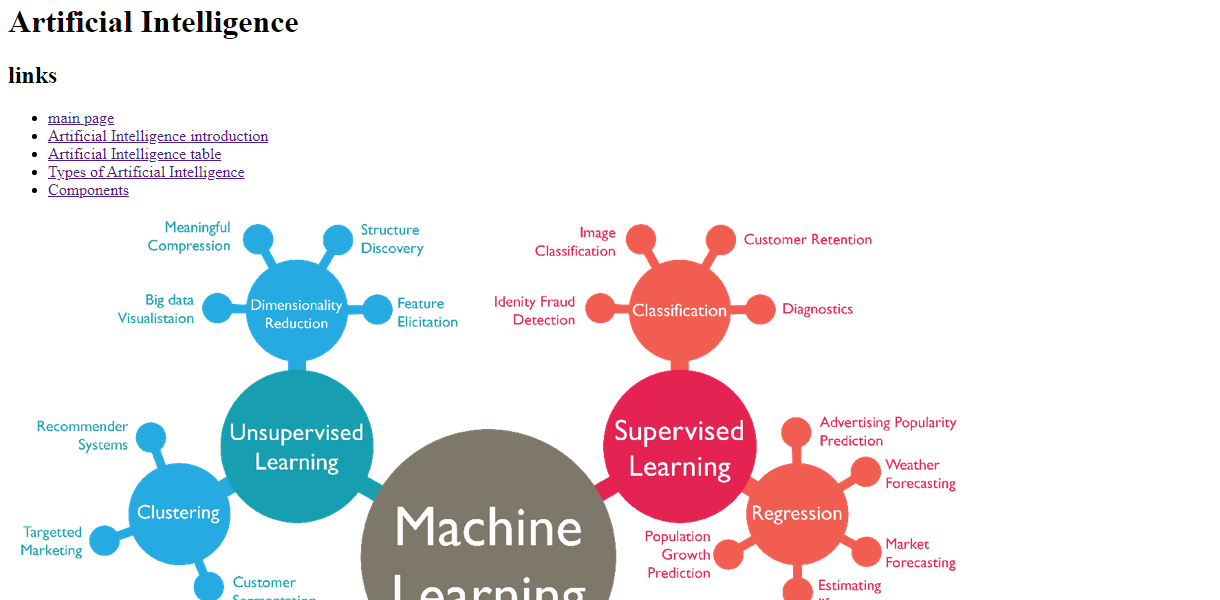 Artificial Intelligence
links
main page
Artificial Intelligence introduction
Artificial Intelligence table
Types of Artificial Intelligence
Components
Meaningful
Compression
Structure
Discovery
Big data
Visualistaion
Dimensionality
Reduction
Feature
Elicitation
Image
Classification
Customer Retention
Idenity Fraud
Detection
Classification
Diagnostics
Recommender
Systems
Unsupervised
Learning
Supervised
Learning
Advertising Popularity
Prediction
Weather
Forecasting
Clustering
Targetted
Marketing
Customer
Segmentation
Machine
Learning
Regression
Population
Growth
Prediction
Market
Forecasting
Estimating